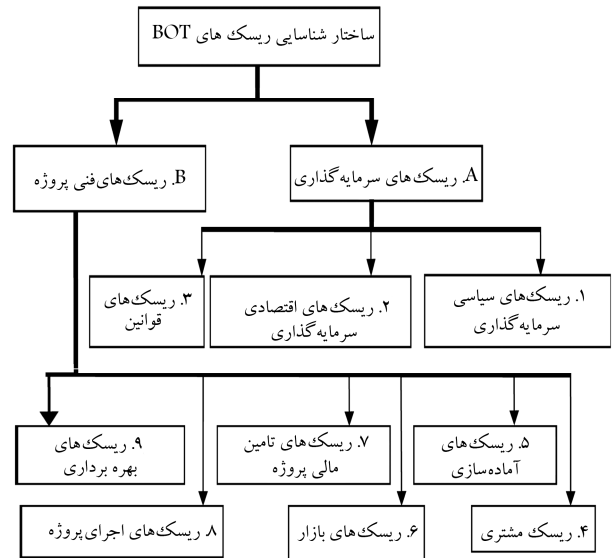 ساختار شناسایی ریسک های BOT
A. ریسک‌های سرمایه‌گذاری
B. ریسک‌های فنی پروژه
۱. ریسک‌های سیاسی
سرمایه‌گذاری
۲. ریسک‌های اقتصادی
سرمایه‌گذاری
۳. ریسک‌های
قوانین
۴. ریسک مشتری
۵. ریسک‌های
آماده‌سازی
۶. ریسک‌های بازار
۷. ریسک‌های تامین
مالی پروژه
۸. ریسک‌های اجرای پروژه
۹. ریسک‌های
بهره برداری